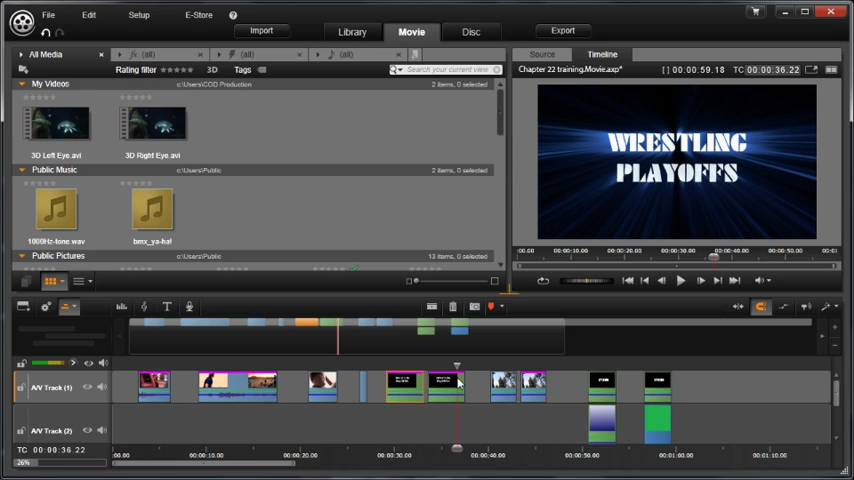 File Edit Setup E-Store ?
Import Library Movie Disc Export
All Media x fx (all) x (all) x (all) x
Source Timeline
Rating filter 3D Tags Search your current view
Chapter 22 training.Movie.axp* [ ] 00:00:59.18 TC 00:00:36.22
My Videos c:\Users\COD Production 2 items, 0 selected
3D Left Eye.avi 3D Right Eye.avi
WRESTLING
PLAYOFFS
Public Music c:\Users\Public 2 items, 0 selected
1000Hz-tone.wav bmx_ya-ha!
Public Pictures c:\Users\Public 13 items, 0 selected
:00.00 00:00:10.00 00:00:20.00 00:00:30.00 00:00:40.00 00:00:50.00 00:01
A/V Track (1)
A/V Track (2)
TC 00:00:36.22
:00.00 00:00:10.00 00:00:20.00 00:00:30.00 00:00:40.00 00:00:50.00 00:01:00.00 00:01:10.00
26%